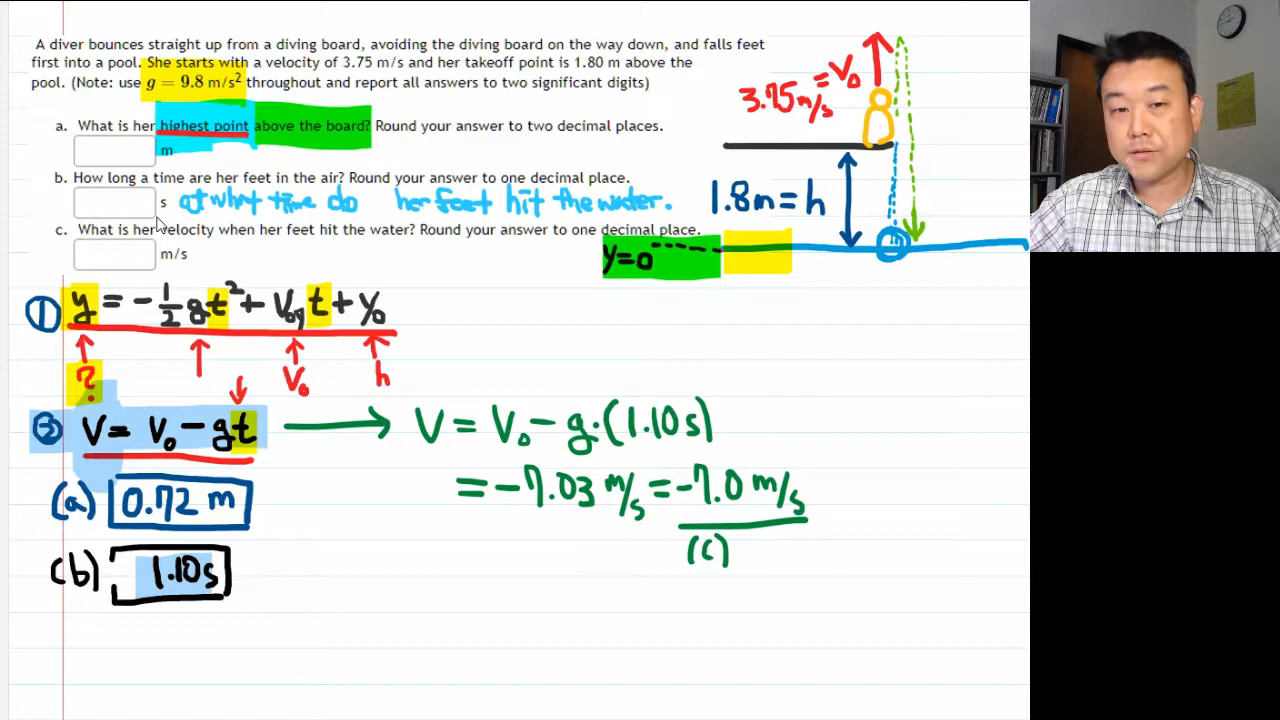 A diver bounces straight up from a diving board, avoiding the diving board on the way down, and falls feet
first into a pool. She starts with a velocity of 3.75 m/s and her takeoff point is 1.80 m above the
pool. (Note: use g = 9.8 m/s² throughout and report all answers to two significant digits)
a. What is her highest point above the board? Round your answer to two decimal places.
m
b. How long a time are her feet in the air? Round your answer to one decimal place.
s at what time do her feet hit the water.
c. What is her velocity when her feet hit the water? Round your answer to one decimal place.
m/s
3.75 m/s = V₀
1.8m = h
y=0
① y = -½gt² + V₀yt + y₀
? V₀ h
② V = V₀ - gt → V = V₀ - g·(1.10s)
= -7.03 m/s = -7.0 m/s
(a) 0.72 m
(c)
(b) 1.10s